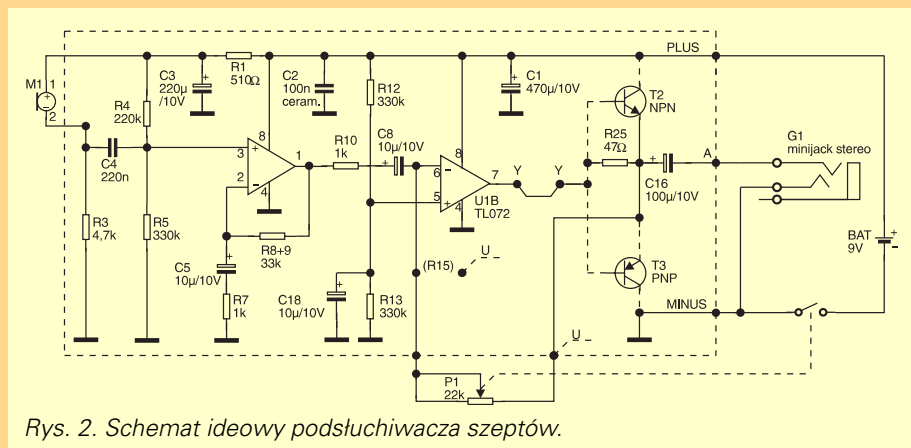 PLUS
M1
1
2
C3
220µ
/10V
R1
510Ω
C2
100n
ceram.
R12
330k
C1
470µ/10V
T2
NPN
R4
220k
C4
220n
8
3
+
1
2
-
4
R10
1k
C8
10µ/10V
+
6
-
8
7
5
+
4
U1B
TL072
Y
Y
R25
47Ω
C16
100µ/10V
A
G1
minijack stereo
R3
4,7k
R5
330k
R8+9
33k
C5
10µ/10V
R7
1k
C18
10µ/10V
R13
330k
(R15)
U
U
T3
PNP
BAT
9V
+
-
MINUS
P1
22k
Rys. 2. Schemat ideowy podsłuchiwacza szeptów.